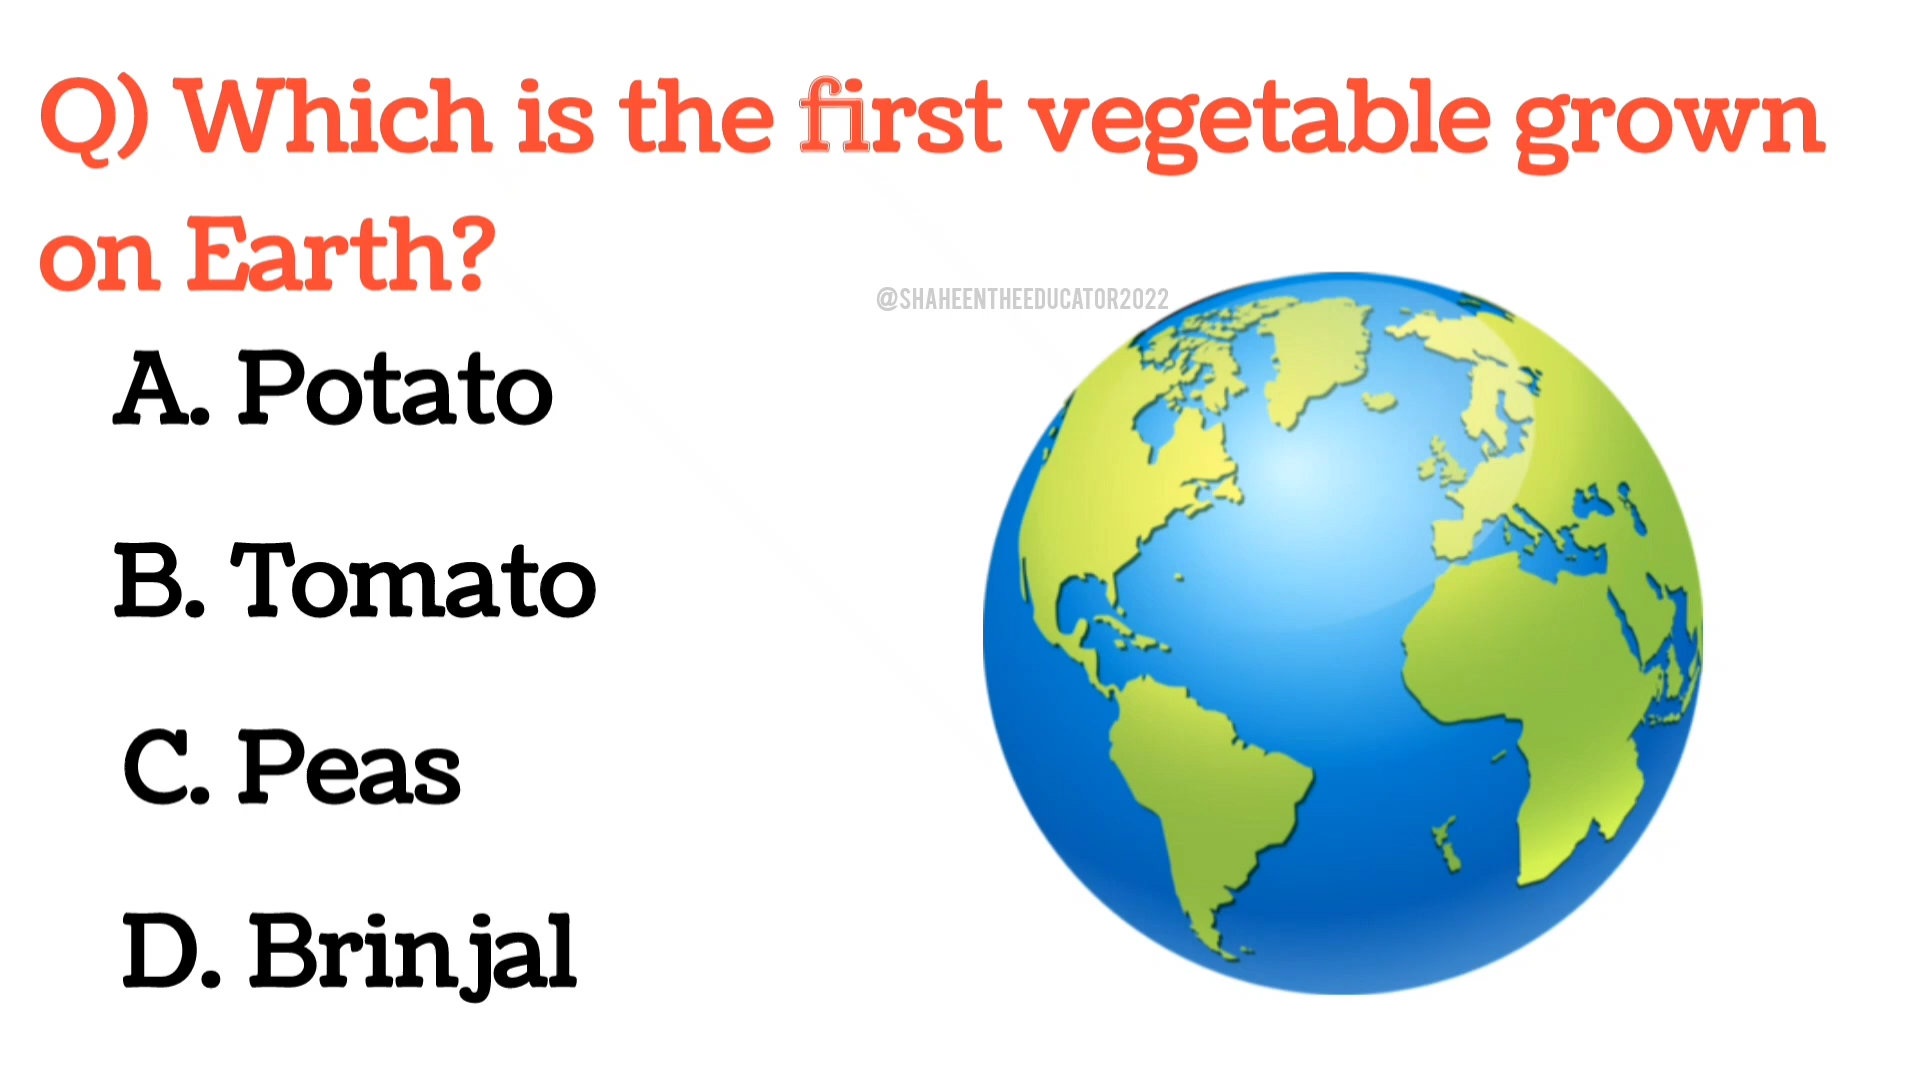 Q) Which is the first vegetable grown
on Earth?
@SHAHEENTHEEDUCATOR2022
A. Potato
B. Tomato
C. Peas
D. Brinjal